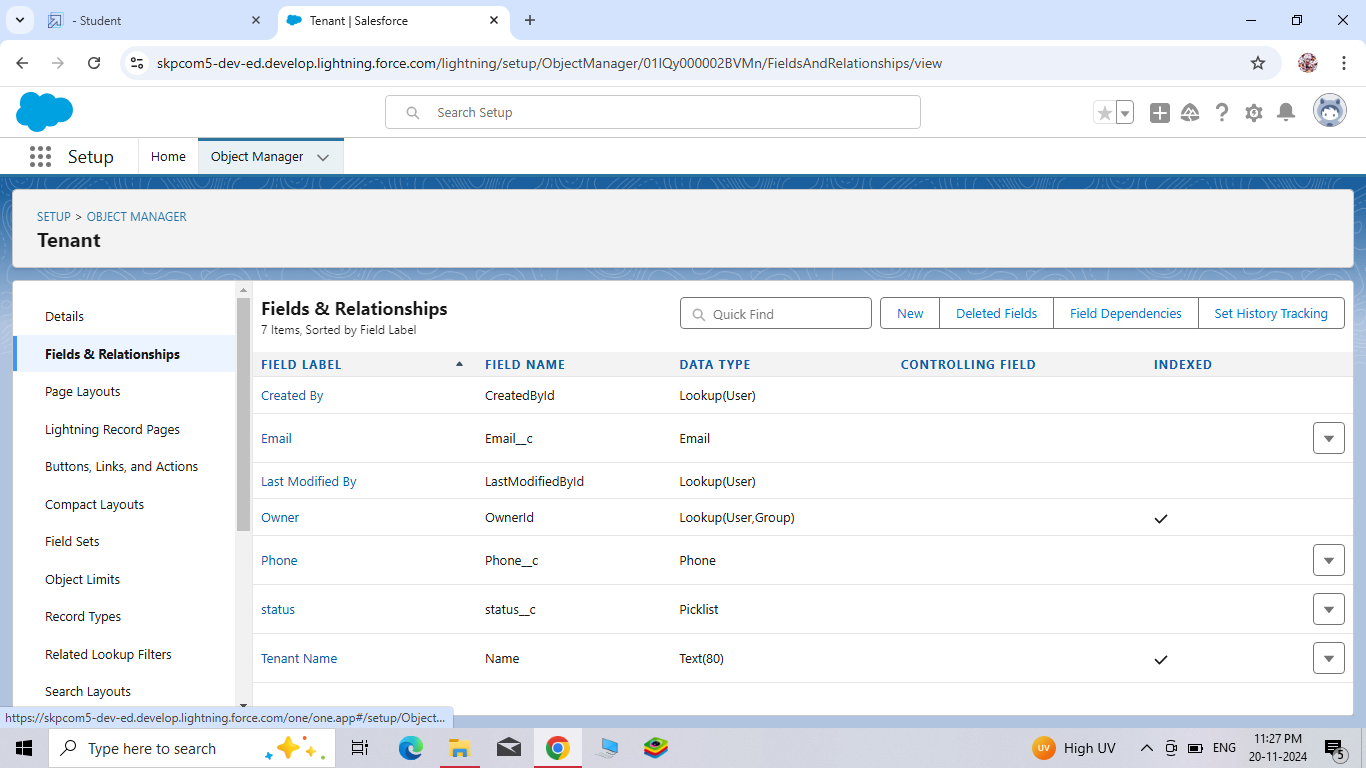 - Student
Tenant | Salesforce
skpcom5-dev-ed.develop.lightning.force.com/lightning/setup/ObjectManager/01IQy000002BVMn/FieldsAndRelationships/view
Search Setup
Setup
Home
Object Manager
SETUP > OBJECT MANAGER
Tenant
Details
Fields & Relationships
Page Layouts
Lightning Record Pages
Buttons, Links, and Actions
Compact Layouts
Field Sets
Object Limits
Record Types
Related Lookup Filters
Search Layouts
Fields & Relationships
7 Items, Sorted by Field Label
Quick Find
New
Deleted Fields
Field Dependencies
Set History Tracking
FIELD LABEL FIELD NAME DATA TYPE CONTROLLING FIELD INDEXED
Created By CreatedById Lookup(User)
Email Email__c Email
Last Modified By LastModifiedById Lookup(User)
Owner OwnerId Lookup(User,Group)
Phone Phone__c Phone
status status__c Picklist
Tenant Name Name Text(80)
https://skpcom5-dev-ed.develop.lightning.force.com/one/one.app#/setup/Object...
Type here to search
UV
High UV
ENG
11:27 PM
20-11-2024
5